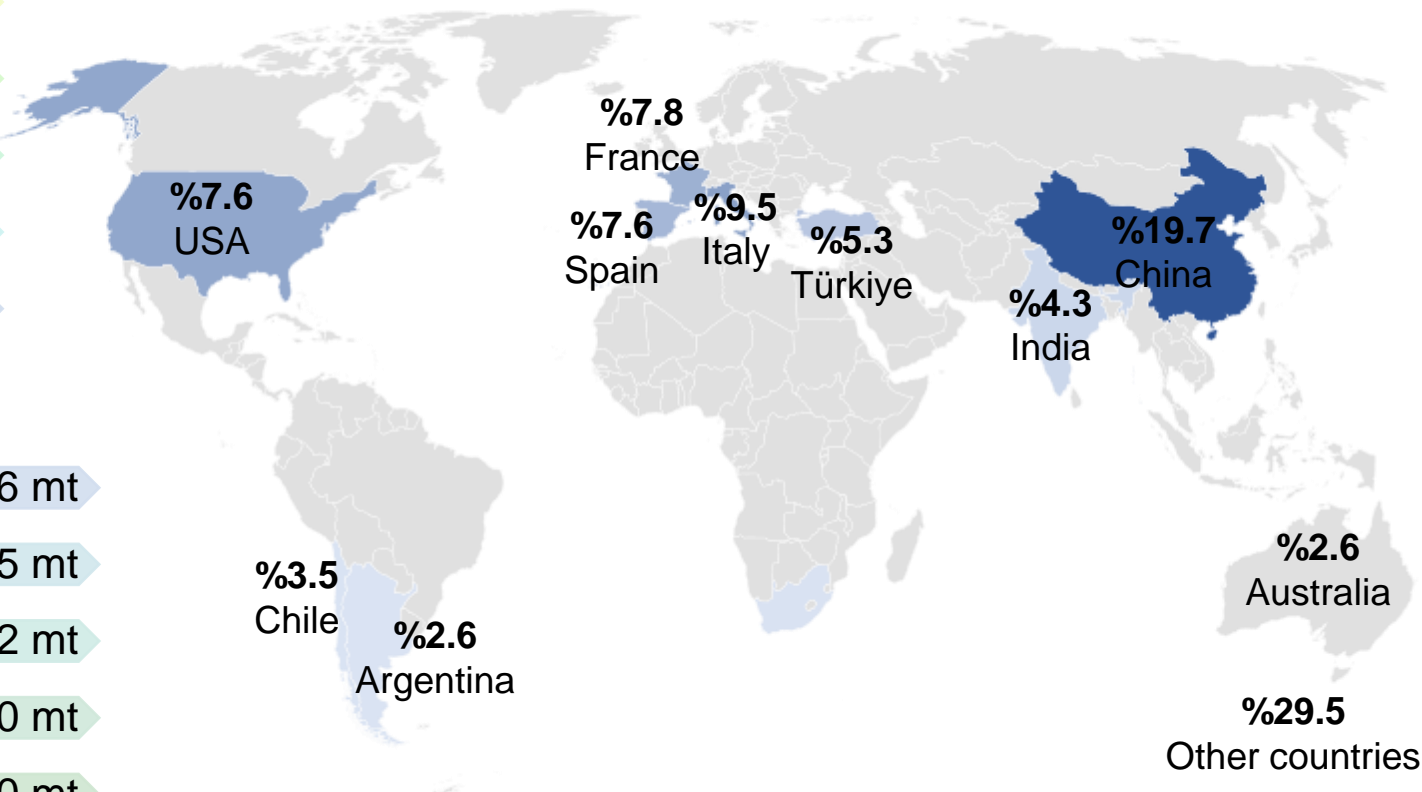 %7.8
France
%7.6
USA
%9.5
Italy
%7.6
Spain
%5.3
Türkiye
%19.7
China
%4.3
India
6 mt
5 mt
2 mt
0 mt
0 mt
%3.5
Chile
%2.6
Argentina
%2.6
Australia
%29.5
Other countries